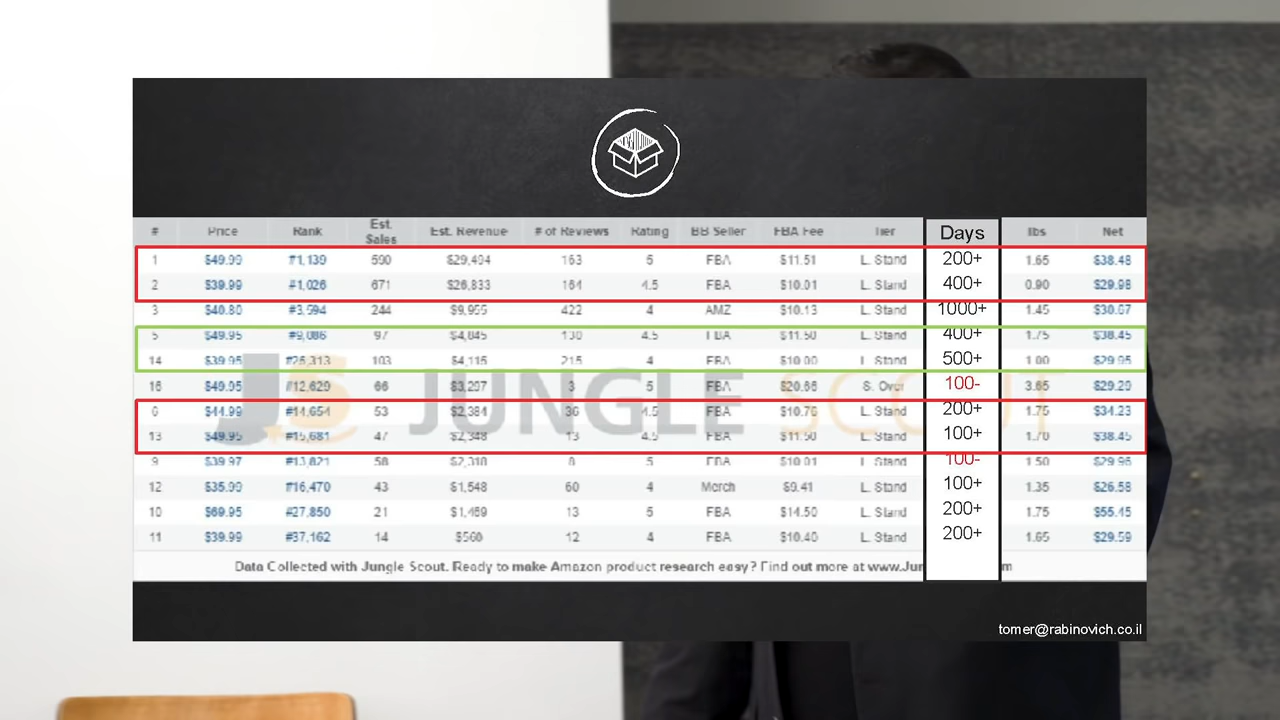 # Price Rank Est. Sales Est. Revenue # of Reviews Rating BB Seller FBA Fee Tier Days lbs Net
1 $49.99 #1,139 590 $29,494 163 5 FBA $11.51 L. Stand 200+ 1.65 $38.48
2 $39.99 #1,026 671 $26,833 164 4.5 FBA $10.01 L. Stand 400+ 0.90 $29.98
3 $40.80 #3,594 244 $9,955 422 4 AMZ $10.13 L. Stand 1000+ 1.45 $30.67
5 $49.95 #9,086 97 $4,845 130 4.5 FBA $11.50 L. Stand 400+ 1.75 $38.45
14 $39.95 #26,313 103 $4,115 215 4 FBA $10.00 L. Stand 500+ 1.00 $29.95
16 $49.95 #12,629 66 $3,297 3 5 FBA $20.66 S. Over 100- 3.65 $29.29
6 $44.99 #14,654 53 $2,384 36 4.5 FBA $10.76 L. Stand 200+ 1.75 $34.23
13 $49.95 #15,681 47 $2,348 13 4.5 FBA $11.50 L. Stand 100+ 1.70 $38.45
9 $39.97 #13,821 58 $2,318 8 5 FBA $10.01 L. Stand 100- 1.50 $29.96
12 $35.99 #16,470 43 $1,548 60 4 Merch $9.41 L. Stand 100+ 1.35 $26.58
10 $69.95 #27,850 21 $1,469 13 5 FBA $14.50 L. Stand 200+ 1.75 $55.45
11 $39.99 #37,162 14 $560 12 4 FBA $10.40 L. Stand 200+ 1.65 $29.59
JUNGLE SCOUT
Data Collected with Jungle Scout. Ready to make Amazon product research easy? Find out more at www.Jun m
tomer@rabinovich.co.il